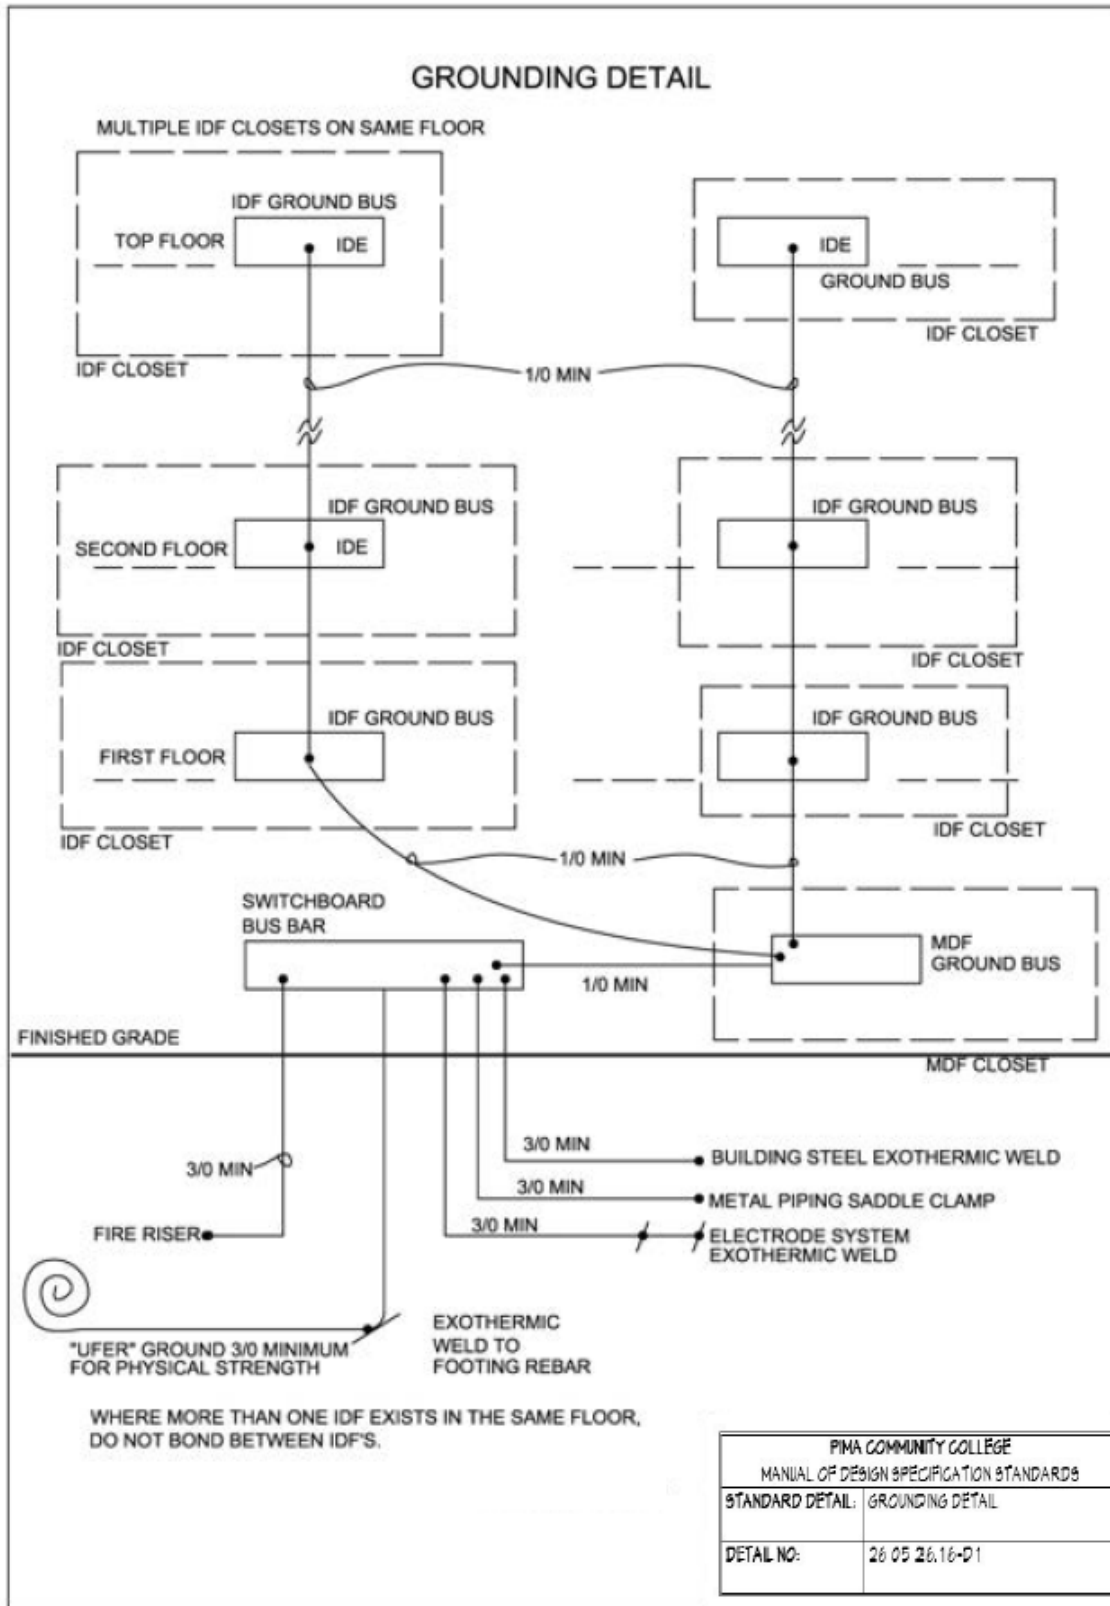 GROUNDING DETAIL
MULTIPLE IDF CLOSETS ON SAME FLOOR
IDF GROUND BUS
TOP FLOOR
IDE
IDF CLOSET
IDE
GROUND BUS
IDF CLOSET
1/0 MIN
IDF GROUND BUS
SECOND FLOOR
IDE
IDF CLOSET
IDF GROUND BUS
IDF CLOSET
IDF GROUND BUS
FIRST FLOOR
IDF CLOSET
IDF GROUND BUS
IDF CLOSET
1/0 MIN
SWITCHBOARD
BUS BAR
MDF
GROUND BUS
1/0 MIN
FINISHED GRADE
MDF CLOSET
3/0 MIN
BUILDING STEEL EXOTHERMIC WELD
3/0 MIN
3/0 MIN
METAL PIPING SADDLE CLAMP
3/0 MIN
FIRE RISER
ELECTRODE SYSTEM
EXOTHERMIC WELD
"UFER" GROUND 3/0 MINIMUM
FOR PHYSICAL STRENGTH
EXOTHERMIC
WELD TO
FOOTING REBAR
WHERE MORE THAN ONE IDF EXISTS IN THE SAME FLOOR,
DO NOT BOND BETWEEN IDF'S.
PIMA COMMUNITY COLLEGE
MANUAL OF DESIGN SPECIFICATION STANDARDS
STANDARD DETAIL: GROUNDING DETAIL
DETAIL NO: 26 05 26.16-D1